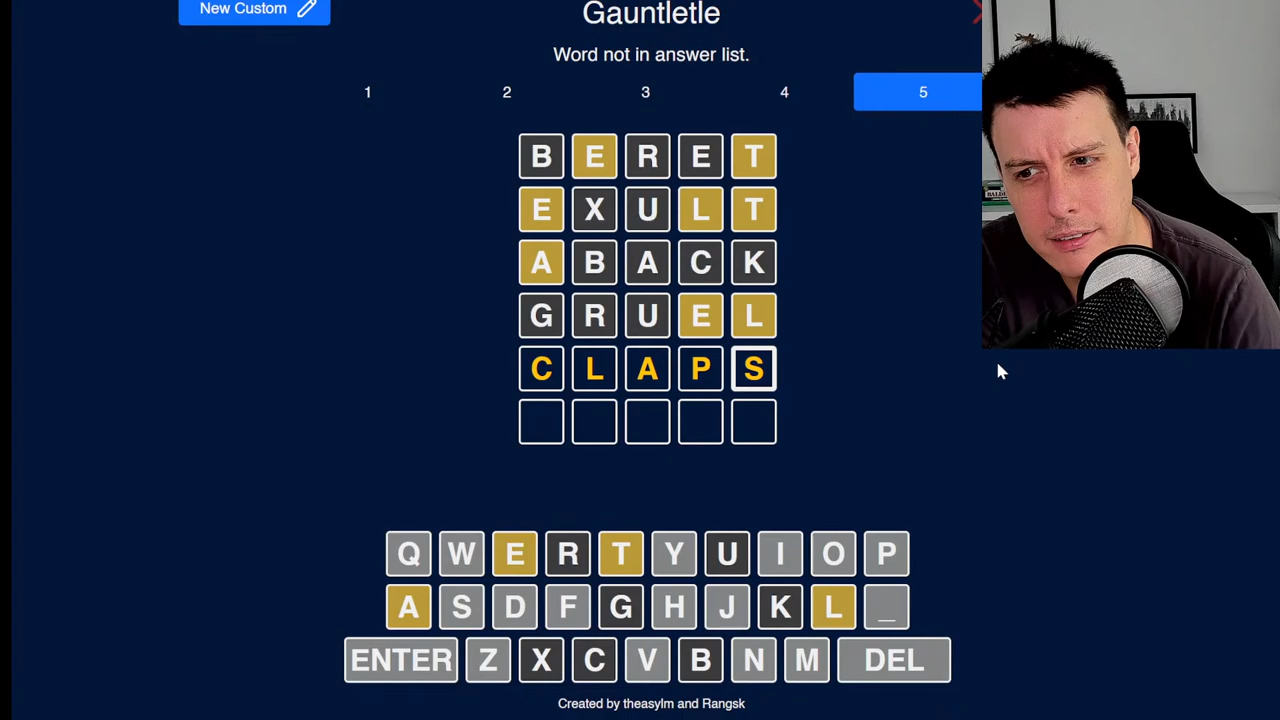 New Custom
Gauntletle
Word not in answer list.
1 2 3 4 5
B E R E T
E X U L T
A B A C K
G R U E L
C L A P S
Q W E R T Y U I O P
A S D F G H J K L _
ENTER Z X C V B N M DEL
Created by theasylm and Rangsk